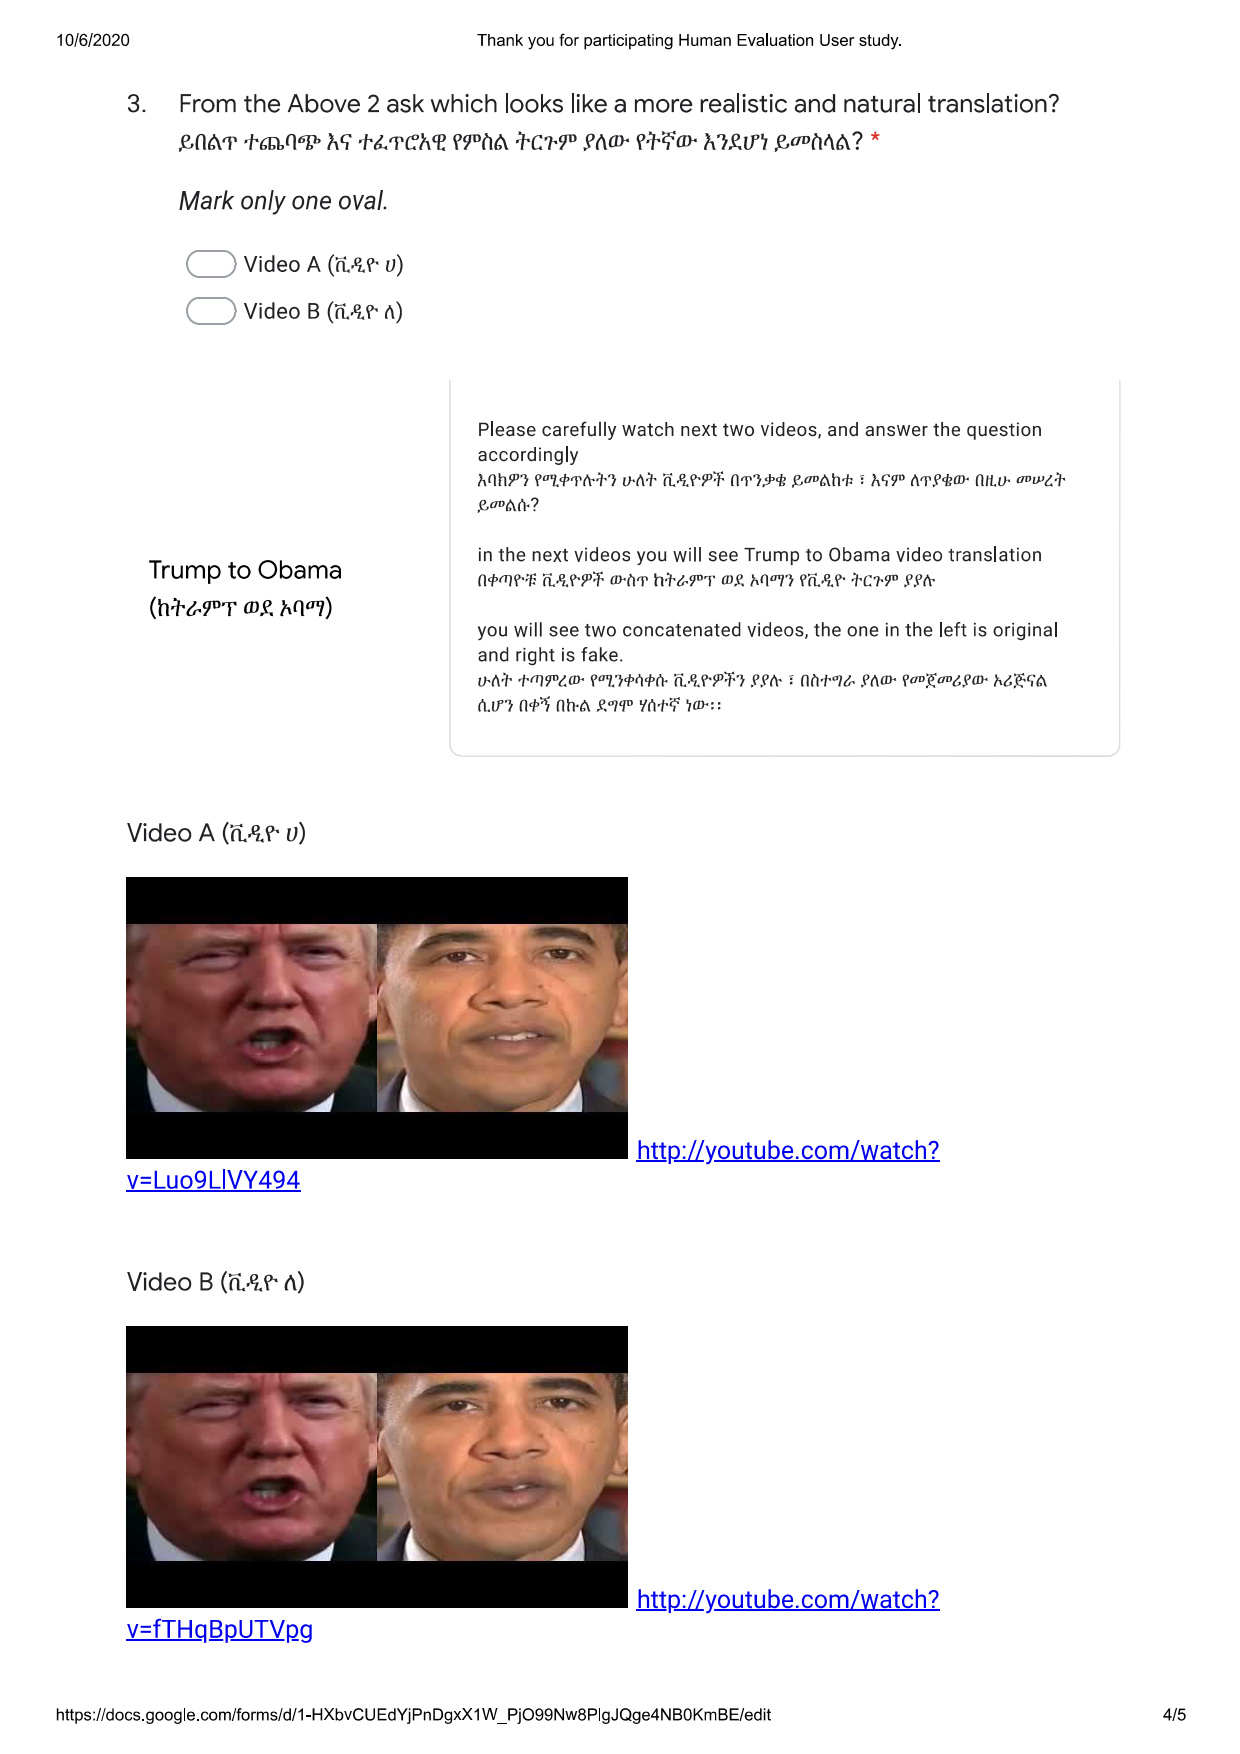 10/6/2020 Thank you for participating Human Evaluation User study.
3. From the Above 2 ask which looks like a more realistic and natural translation?
ይበልጥ ተጨባጭ እና ተፈጥሮአዊ የምስል ትርጉም ያለው የትኛው እንደሆነ ይመስላል? *
Mark only one oval.
Video A (ቪዲዮ ሀ)
Video B (ቪዲዮ ለ)
Trump to Obama
(ከትራምፕ ወደ ኦባማ)
Please carefully watch next two videos, and answer the question
accordingly
እባክዎን የሚቀጥሉትን ሁለት ቪዲዮዎች በጥንቃቄ ይመልከቱ ፣ እናም ለጥያቄው በዚሁ መሠረት
ይመልሱ?
in the next videos you will see Trump to Obama video translation
በቀጣዮቹ ቪዲዮዎች ውስጥ ከትራምፕ ወደ ኦባማን የቪዲዮ ትርጉም ያያሉ
you will see two concatenated videos, the one in the left is original
and right is fake.
ሁለት ተጣምረው የሚንቀሳቀሱ ቪዲዮዎችን ያያሉ ፣ በስተግራ ያለው የመጀመሪያው ኦሪጅናል
ሲሆን በቀኝ በኩል ደግሞ ሃሰተኛ ነው፡፡
Video A (ቪዲዮ ሀ)
http://youtube.com/watch?
v=Luo9LlVY494
Video B (ቪዲዮ ለ)
http://youtube.com/watch?
v=fTHqBpUTVpg
https://docs.google.com/forms/d/1-HXbvCUEdYjPnDgxX1W_PjO99Nw8PlgJQge4NB0KmBE/edit 4/5